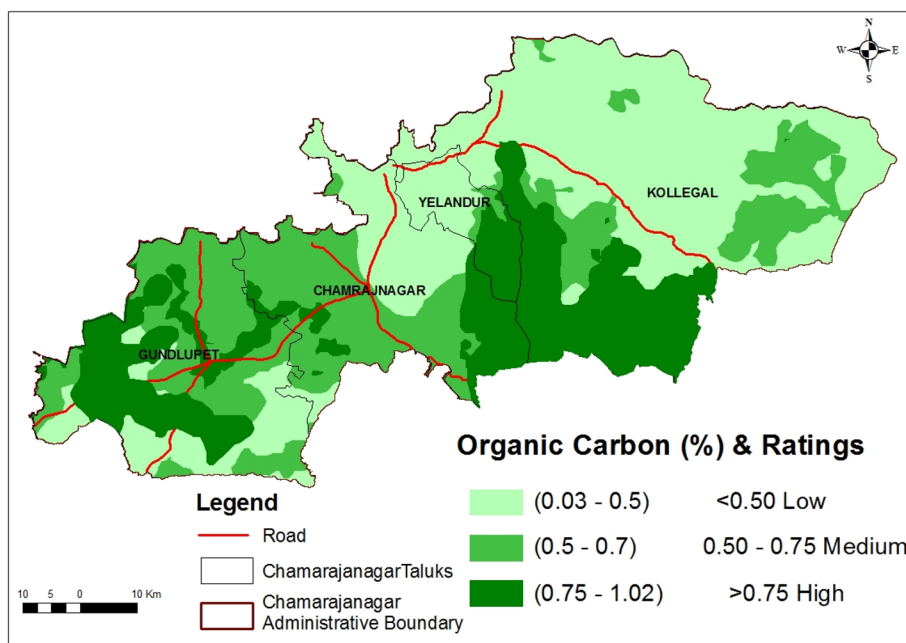 N
W E
S
KOLLEGAL
YELANDUR
CHAMRAJNAGAR
GUNDLUPET
Organic Carbon (%) & Ratings
(0.03 - 0.5) <0.50 Low
(0.5 - 0.7) 0.50 - 0.75 Medium
(0.75 - 1.02) >0.75 High
Legend
Road
ChamarajanagarTaluks
Chamarajanagar
Administrative Boundary
10 5 0 10 Km